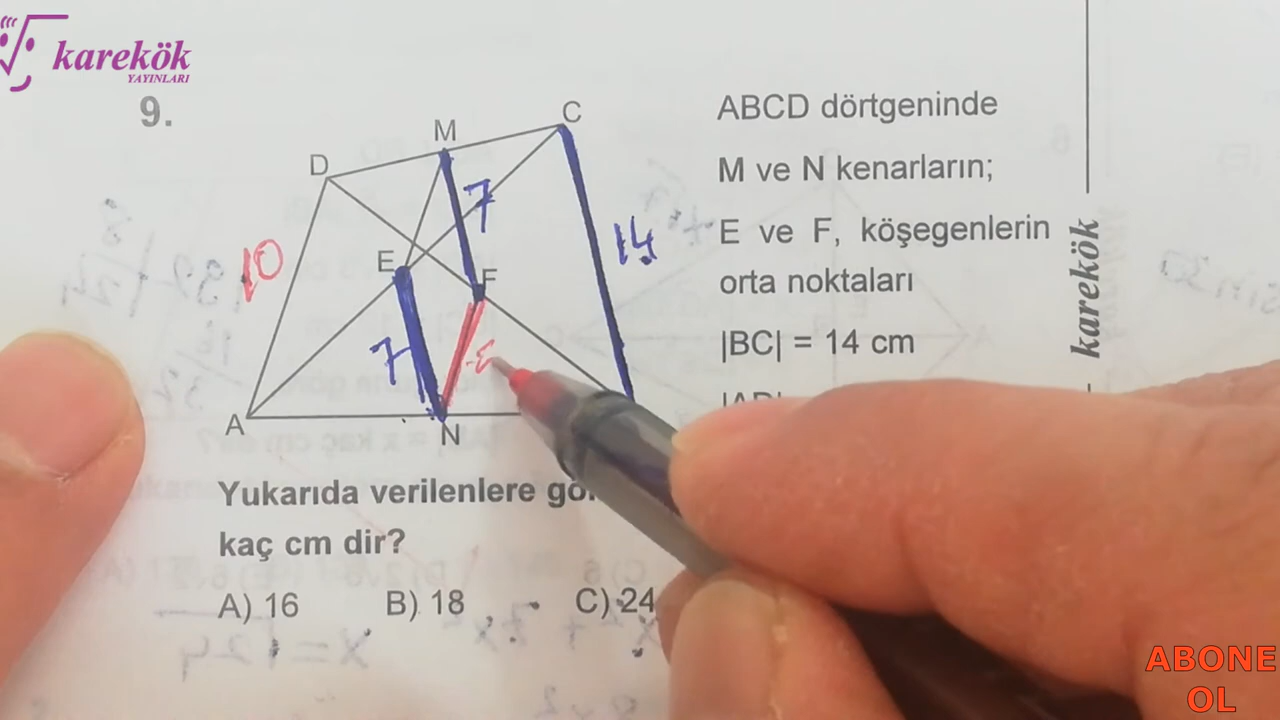 karekök
YAYINLARI
9.
D
M
C
E
F
A
N
10
7
7
14
ABCD dörtgeninde
M ve N kenarların;
E ve F, köşegenlerin
orta noktaları
|BC| = 14 cm
karekök
Yukarıda verilenlere
kaç cm dir?
A) 16 B) 18 C) 24
ABONE
OL